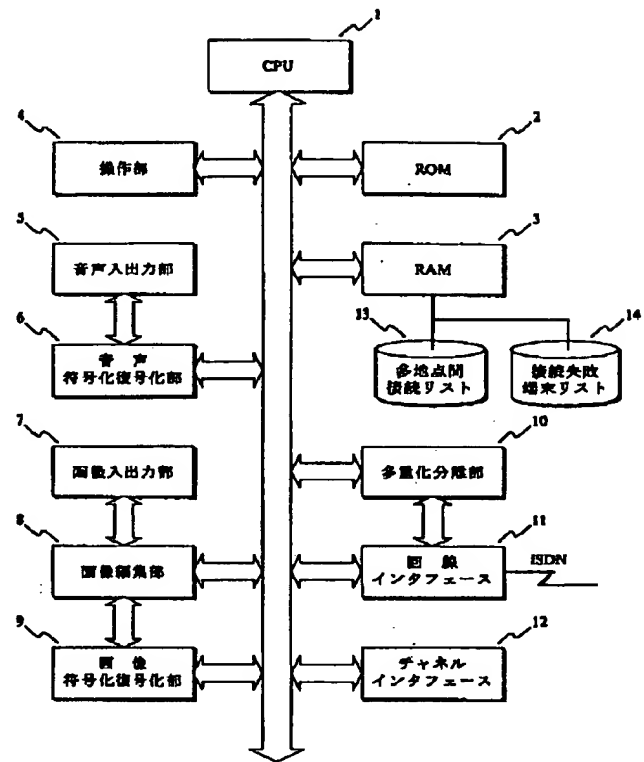 1
CPU
4
操作部
2
ROM
5
音声入出力部
3
RAM
6
音声
符号化復号化部
13
多地点間
接続リスト
14
接続失敗
端末リスト
7
画像入出力部
10
多重化分離部
8
画像編集部
11
回線
インタフェース
ISDN
9
画像
符号化復号化部
12
チャネル
インタフェース